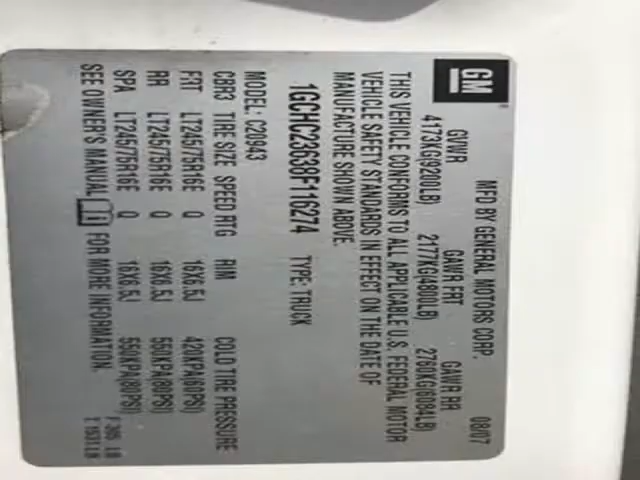 GM
MFD BY GENERAL MOTORS CORP. 08/07
GVWR GAWR FRT GAWR RR
4173KG(9200LB) 2177KG(4800LB) 2760KG(6084LB)
THIS VEHICLE CONFORMS TO ALL APPLICABLE U.S. FEDERAL MOTOR
VEHICLE SAFETY STANDARDS IN EFFECT ON THE DATE OF
MANUFACTURE SHOWN ABOVE.
1GCHC23638F116274 TYPE: TRUCK
MODEL: C20943
TIRE SIZE SPEED RTG RIM COLD TIRE PRESSURE
FRT LT245/75R16E Q 16X6.5J 420KPA(60PSI)
RR LT245/75R16E Q 16X6.5J 550KPA(80PSI)
SPA LT245/75R16E Q 16X6.5J 550KPA(80PSI)
SEE OWNER'S MANUAL FOR MORE INFORMATION.